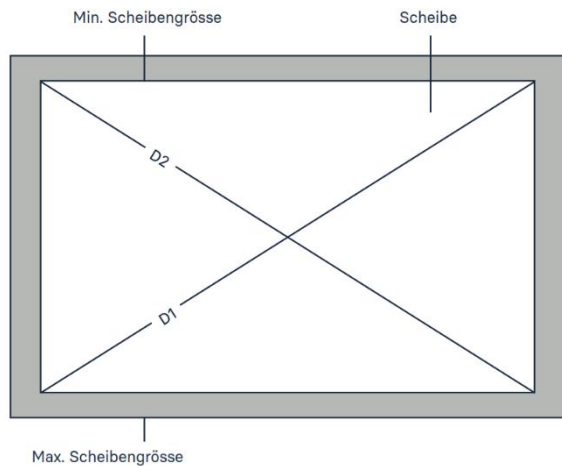 Min. Scheibengrösse
Scheibe
D2
D1
Max. Scheibengrösse